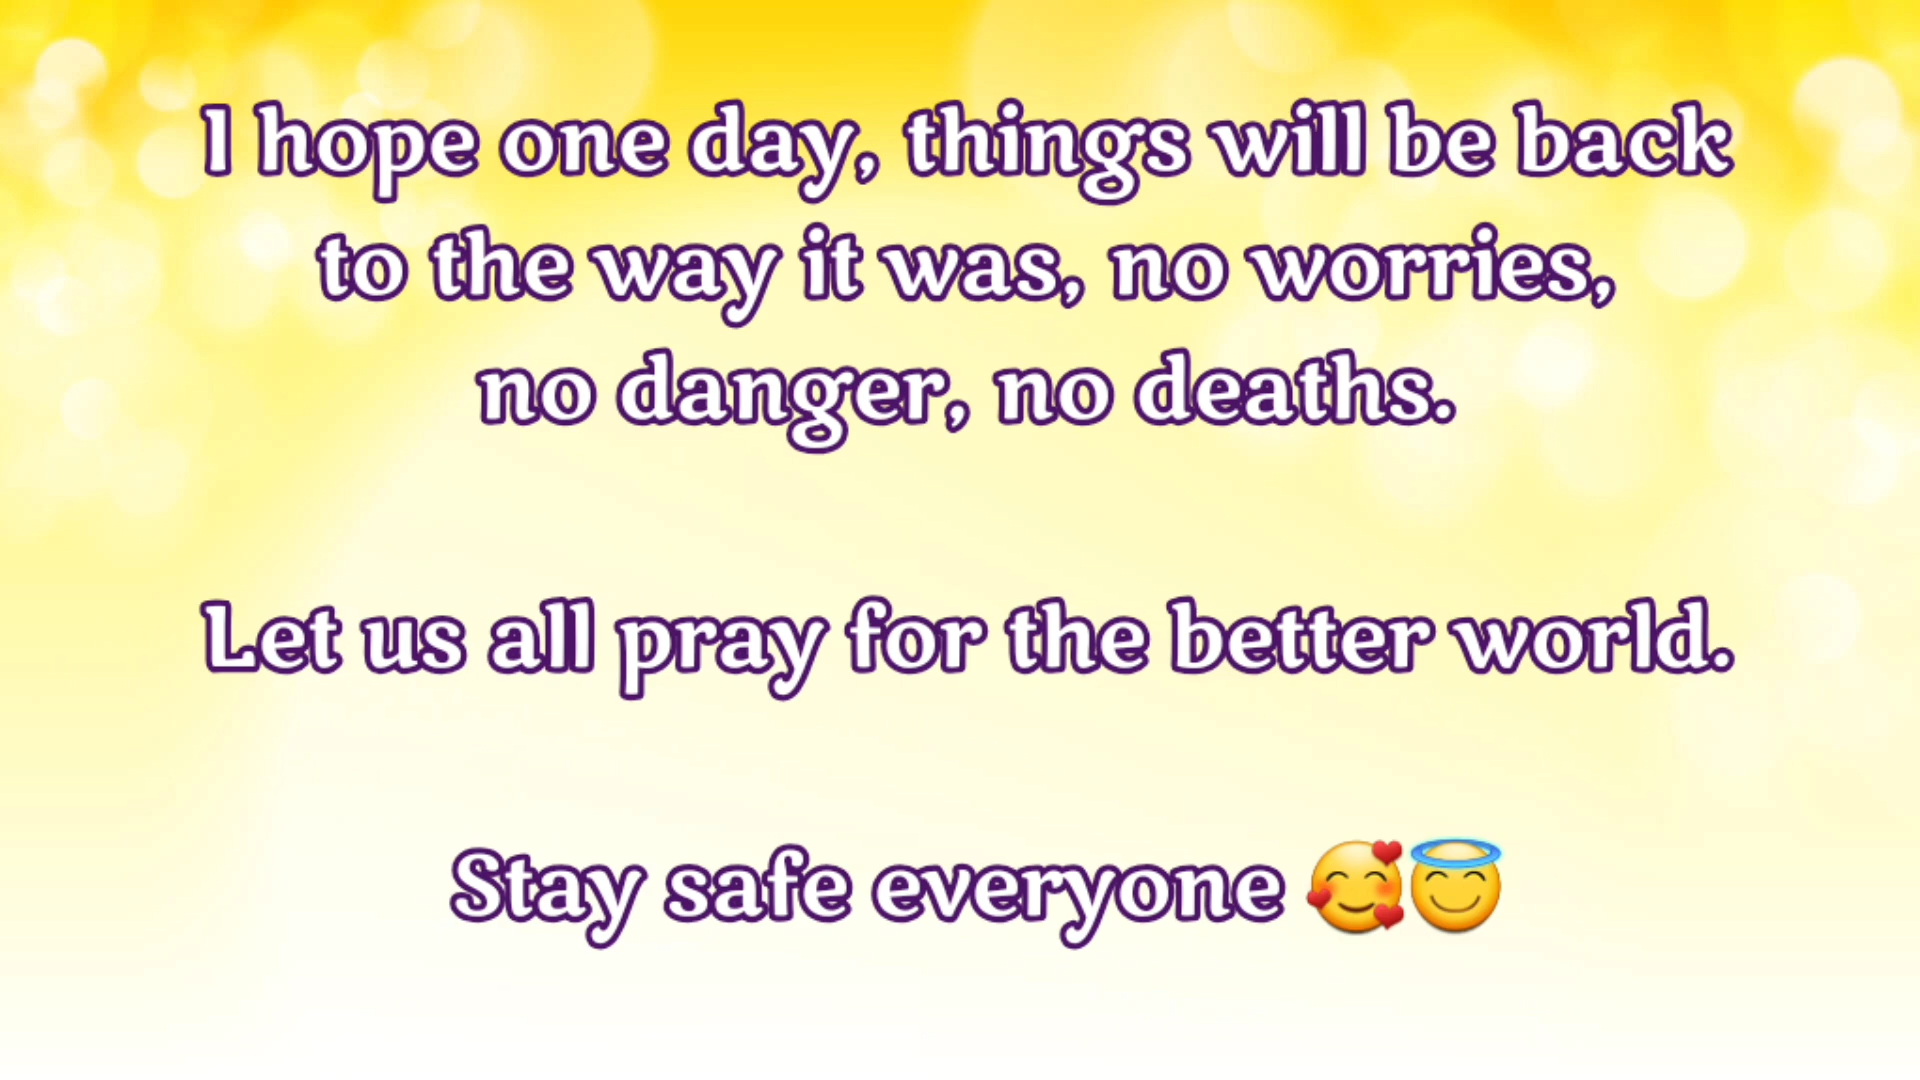 I hope one day, things will be back
to the way it was, no worries,
no danger, no deaths.
Let us all pray for the better world.
Stay safe everyone 🥰😇